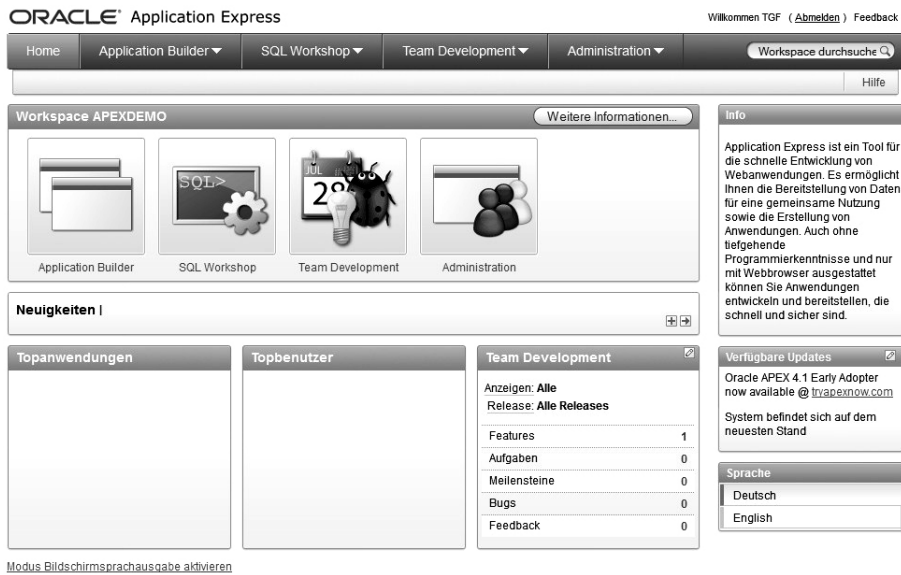 ORACLE Application Express
Willkommen TGF ( Abmelden ) Feedback
Home Application Builder SQL Workshop Team Development Administration Workspace durchsuche
Hilfe
Workspace APEXDEMO Weitere Informationen...
SQL>
JUL
28
Application Builder SQL Workshop Team Development Administration
Neuigkeiten |
Topanwendungen
Topbenutzer
Team Development
Anzeigen: Alle
Release: Alle Releases
Features 1
Aufgaben 0
Meilensteine 0
Bugs 0
Feedback 0
Info
Application Express ist ein Tool für
die schnelle Entwicklung von
Webanwendungen. Es ermöglicht
Ihnen die Bereitstellung von Daten
für eine gemeinsame Nutzung
sowie die Erstellung von
Anwendungen. Auch ohne
tiefgehende
Programmierkenntnisse und nur
mit Webbrowser ausgestattet
können Sie Anwendungen
entwickeln und bereitstellen, die
schnell und sicher sind.
Verfügbare Updates
Oracle APEX 4.1 Early Adopter
now available @ tryapexnow.com
System befindet sich auf dem
neuesten Stand
Sprache
Deutsch
English
Modus Bildschirmsprachausgabe aktivieren